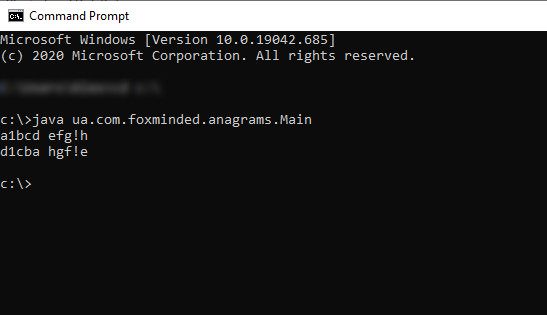 Command Prompt
Microsoft Windows [Version 10.0.19042.685]
(c) 2020 Microsoft Corporation. All rights reserved.
c:\>java ua.com.foxminded.anagrams.Main
a1bcd efg!h
d1cba hgf!e
c:\>